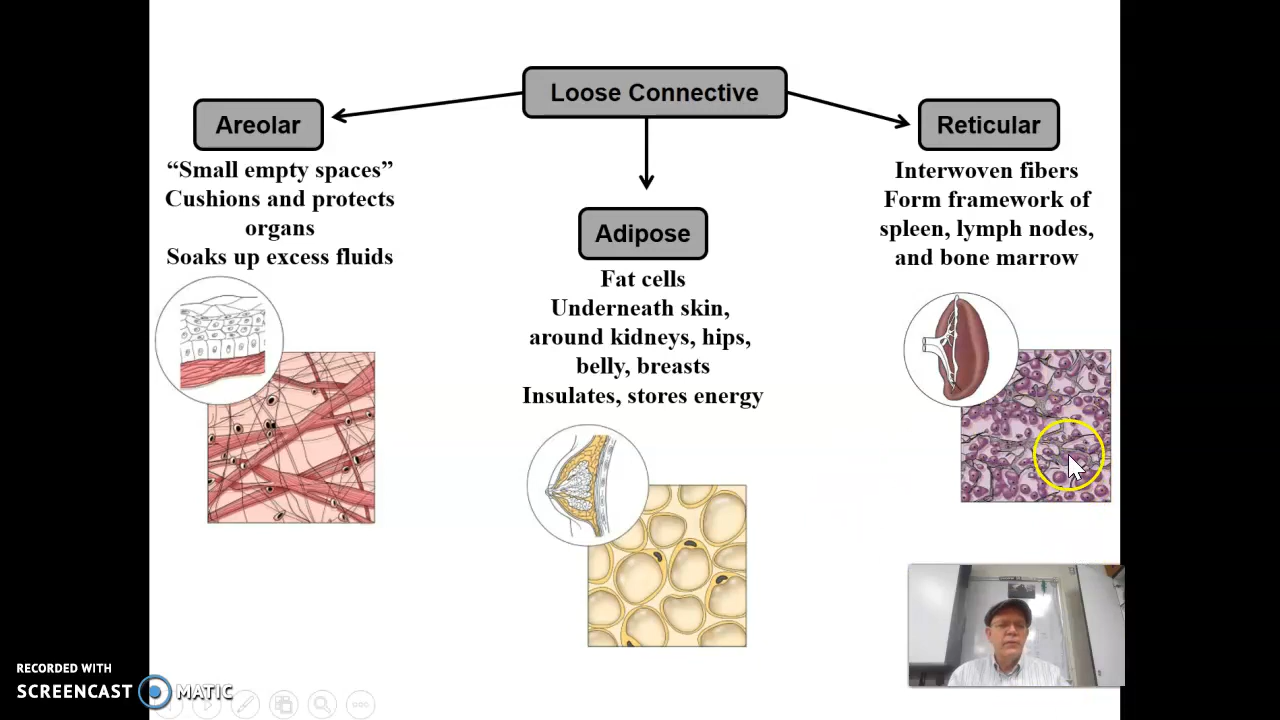 Loose Connective
Areolar
“Small empty spaces”
Cushions and protects
organs
Soaks up excess fluids
Adipose
Fat cells
Underneath skin,
around kidneys, hips,
belly, breasts
Insulates, stores energy
Reticular
Interwoven fibers
Form framework of
spleen, lymph nodes,
and bone marrow
RECORDED WITH
SCREENCAST MATIC